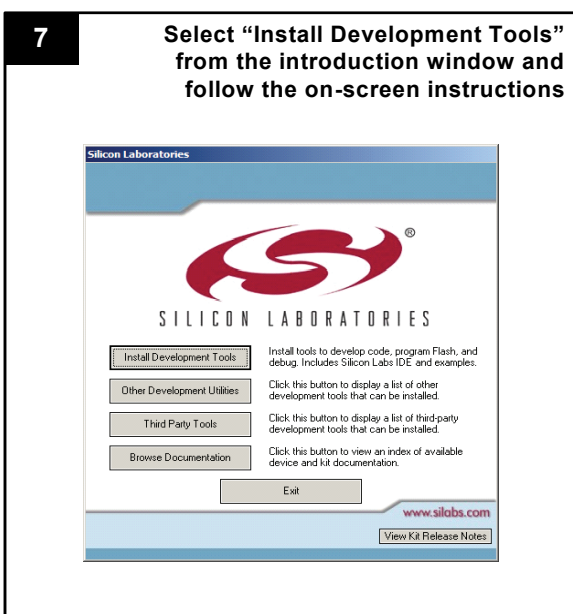 7
Select “Install Development Tools”
from the introduction window and
follow the on-screen instructions
Silicon Laboratories
®
SILICON LABORATORIES
Install Development Tools
Install tools to develop code, program Flash, and
debug. Includes Silicon Labs IDE and examples.
Other Development Utilities
Click this button to display a list of other
development tools that can be installed.
Third Party Tools
Click this button to display a list of third-party
development tools that can be installed.
Browse Documentation
Click this button to view an index of available
device and kit documentation.
Exit
www.silabs.com
View Kit Release Notes